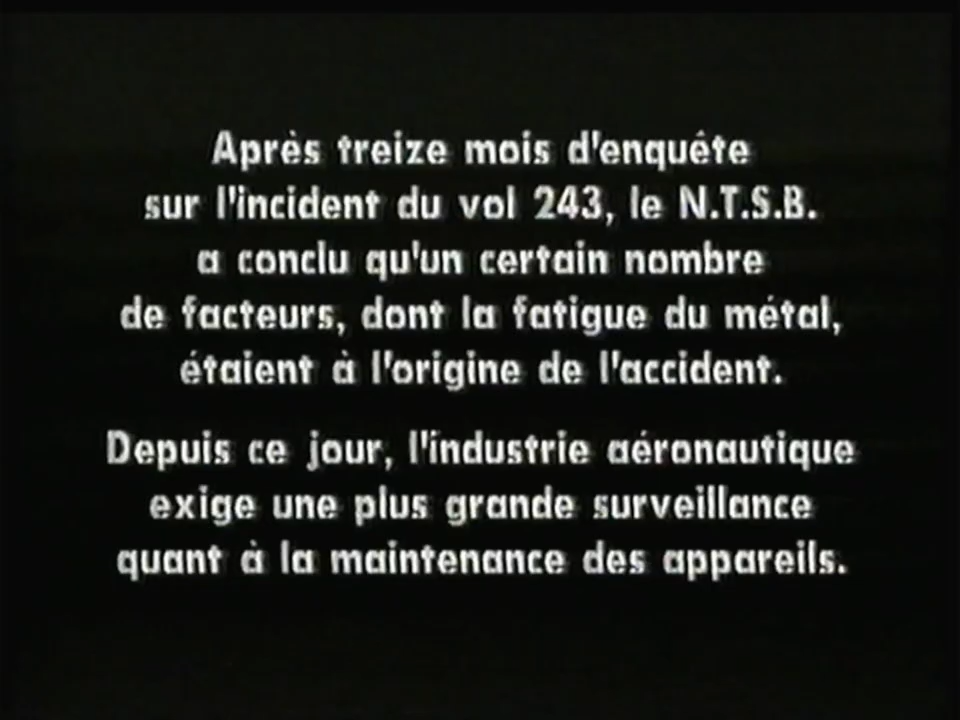 Après treize mois d'enquête
sur l'incident du vol 243, le N.T.S.B.
a conclu qu'un certain nombre
de facteurs, dont la fatigue du métal,
étaient à l'origine de l'accident.
Depuis ce jour, l'industrie aéronautique
exige une plus grande surveillance
quant à la maintenance des appareils.